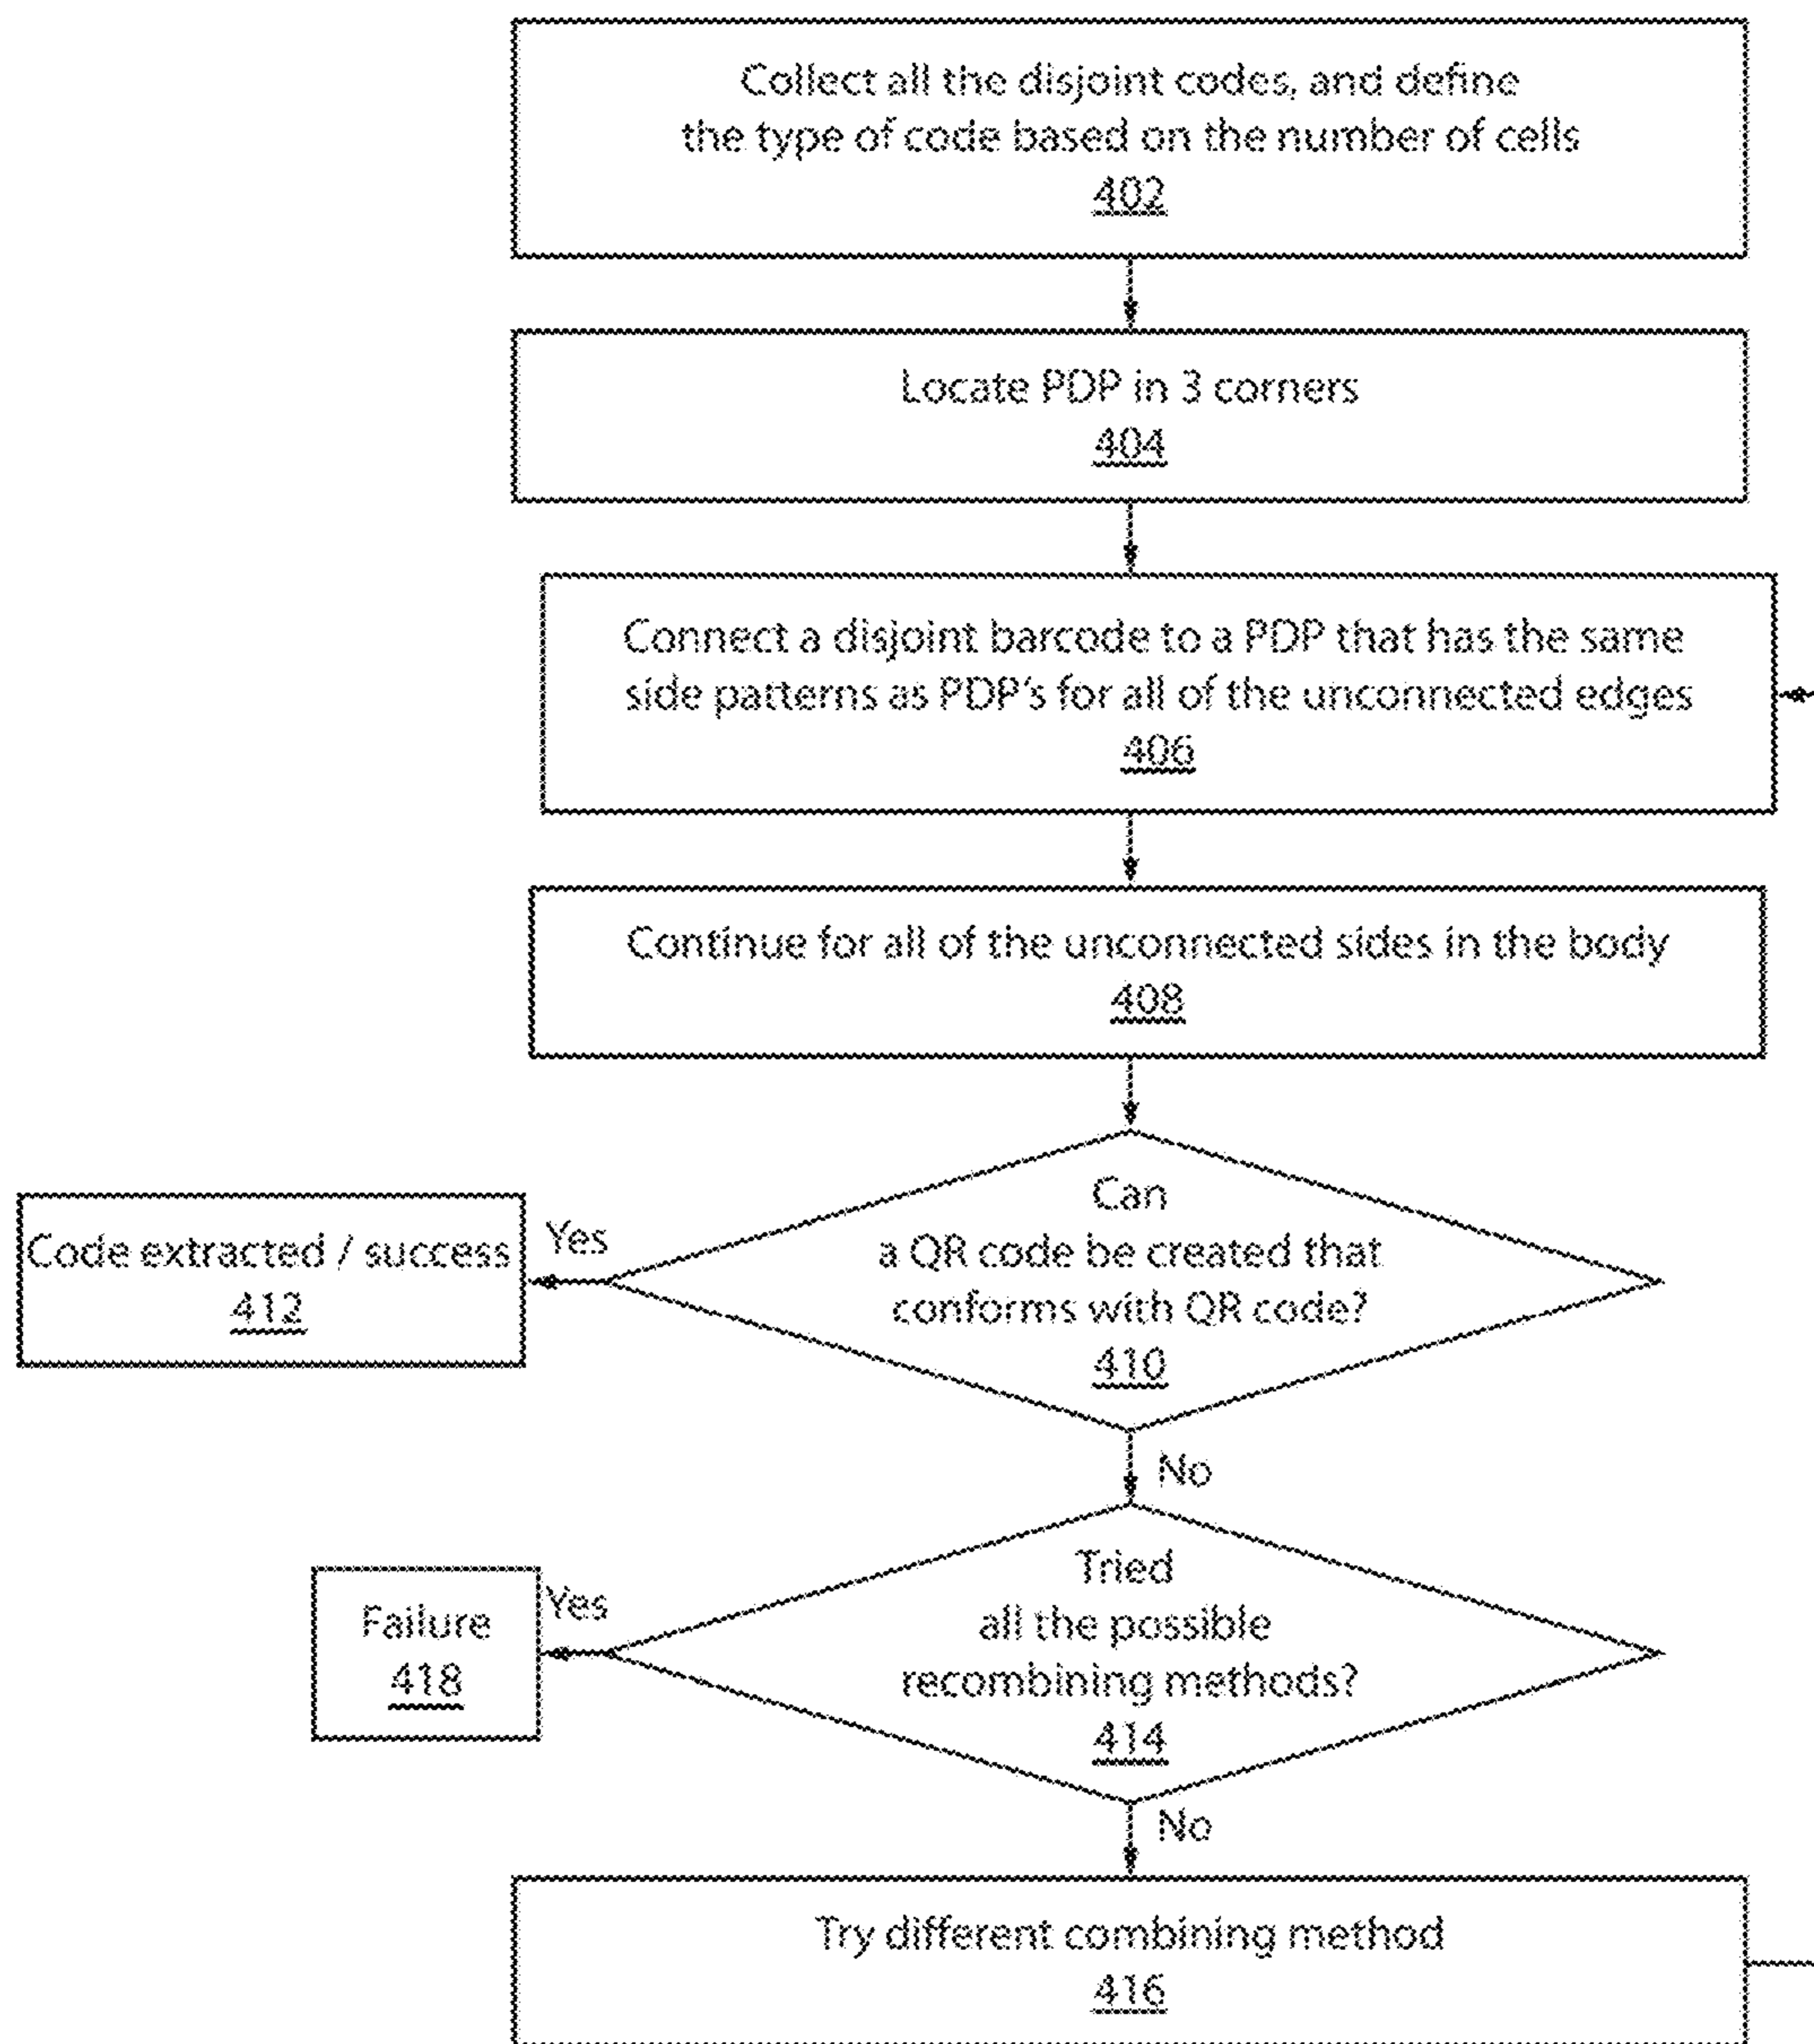 Collect all the disjoint codes, and define
the type of code based on the number of cells
402
Locate PDP in 3 corners
404
Connect a disjoint barcode to a PDP that has the same
side patterns as PDP's for all of the unconnected edges
406
Continue for all of the unconnected sides in the body
408
Can
a QR code be created that
conforms with QR code?
410
Yes
Code extracted / success
412
No
Tried
all the possible
recombining methods?
414
Yes
Failure
418
No
Try different combining method
416